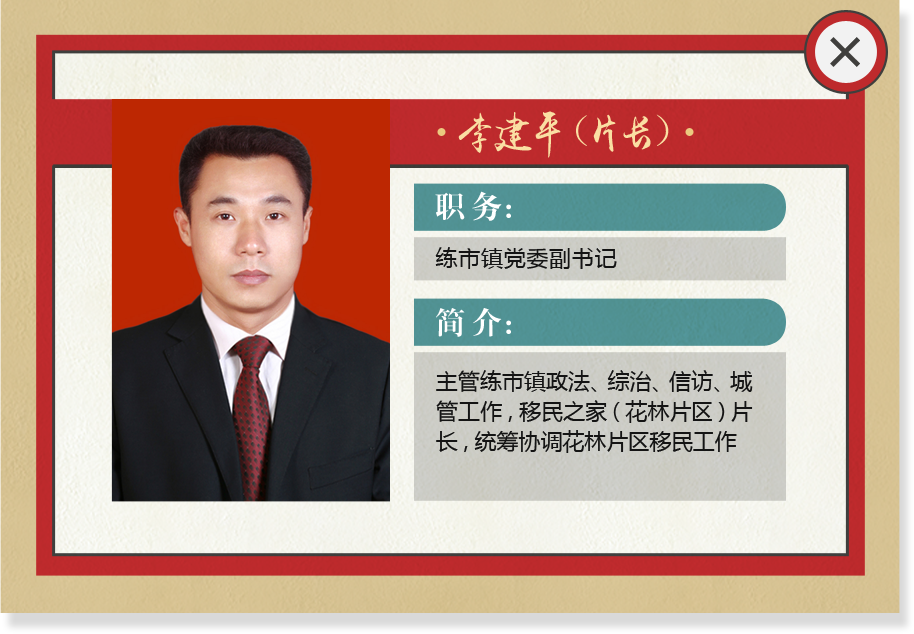 ·李建平（片长）·
职务:
练市镇党委副书记
简介:
主管练市镇政法、综治、信访、城
管工作,移民之家(花林片区)片
长,统筹协调花林片区移民工作